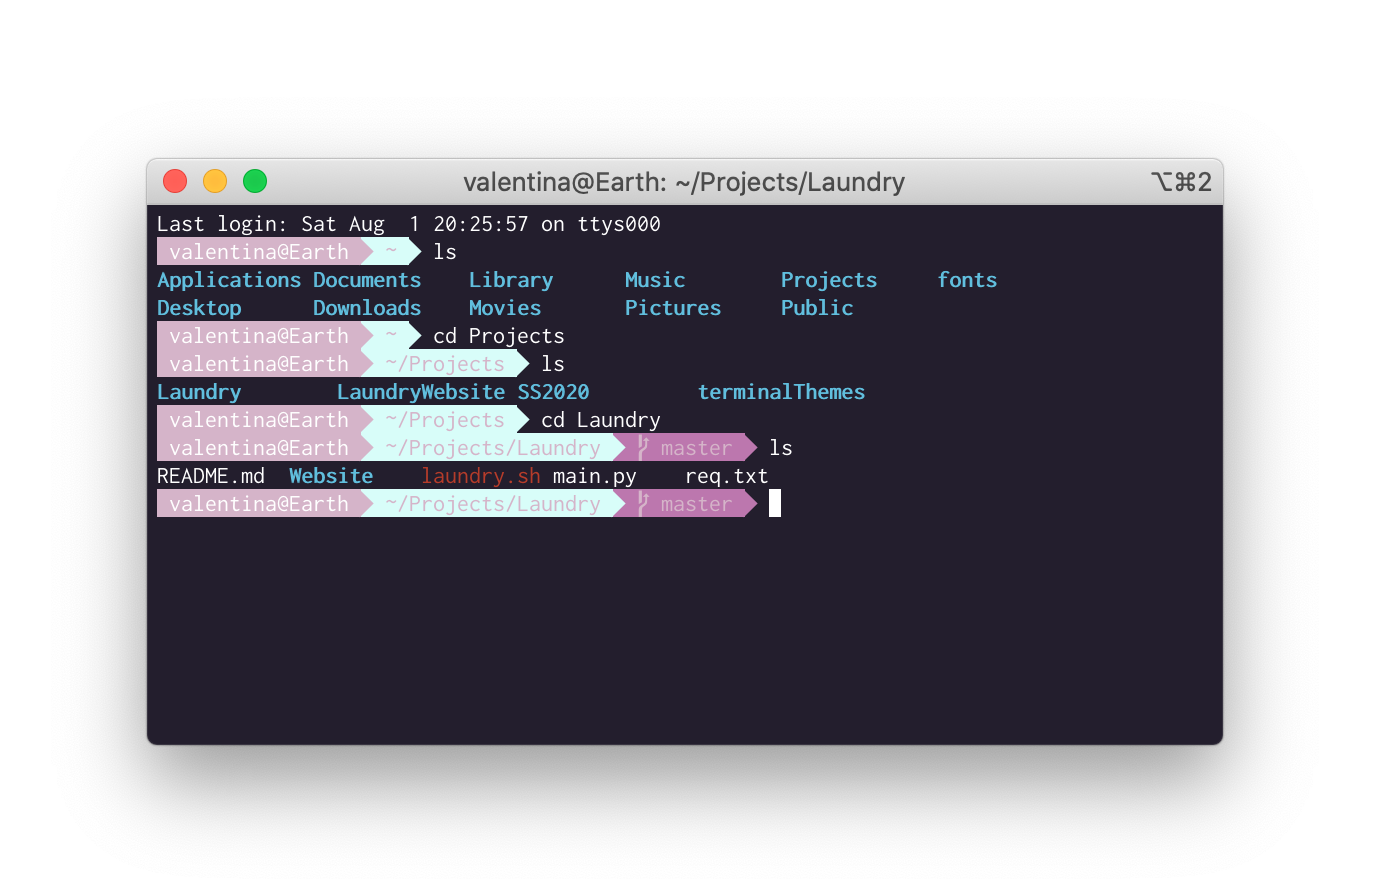 valentina@Earth: ~/Projects/Laundry ⌥⌘2
Last login: Sat Aug  1 20:25:57 on ttys000
valentina@Earth ~ ls
Applications Documents Library Music Projects fonts
Desktop Downloads Movies Pictures Public
valentina@Earth ~ cd Projects
valentina@Earth ~/Projects ls
Laundry LaundryWebsite SS2020 terminalThemes
valentina@Earth ~/Projects cd Laundry
valentina@Earth ~/Projects/Laundry master ls
README.md Website laundry.sh main.py req.txt
valentina@Earth ~/Projects/Laundry master